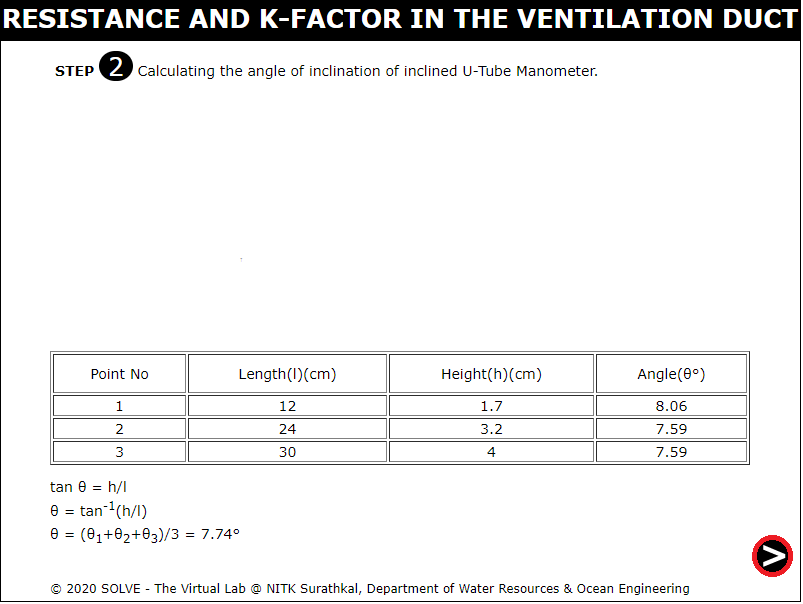 RESISTANCE AND K-FACTOR IN THE VENTILATION DUCT
STEP 2 Calculating the angle of inclination of inclined U-Tube Manometer.
Point No Length(l)(cm) Height(h)(cm) Angle(θ°)
1 12 1.7 8.06
2 24 3.2 7.59
3 30 4 7.59
tan θ = h/l
θ = tan⁻¹(h/l)
θ = (θ₁+θ₂+θ₃)/3 = 7.74°
>
© 2020 SOLVE - The Virtual Lab @ NITK Surathkal, Department of Water Resources & Ocean Engineering